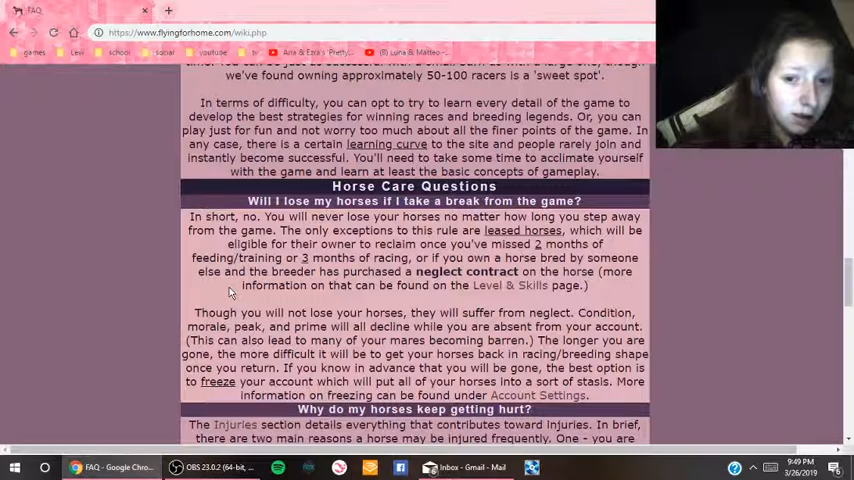 FAQ
https://www.flyingforhome.com/wiki.php
games
Lew
school
social
youtube
tv
Aria & Ezra's 'Pretty...
(8) Luna & Matteo -...
we've found owning approximately 50-100 racers is a 'sweet spot'.
In terms of difficulty, you can opt to try to learn every detail of the game to
develop the best strategies for winning races and breeding legends. Or, you can
play just for fun and not worry too much about all the finer points of the game. In
any case, there is a certain learning curve to the site and people rarely join and
instantly become successful. You'll need to take some time to acclimate yourself
with the game and learn at least the basic concepts of gameplay.
Horse Care Questions
Will I lose my horses if I take a break from the game?
In short, no. You will never lose your horses no matter how long you step away
from the game. The only exceptions to this rule are leased horses, which will be
eligible for their owner to reclaim once you've missed 2 months of
feeding/training or 3 months of racing, or if you own a horse bred by someone
else and the breeder has purchased a neglect contract on the horse (more
information on that can be found on the Level & Skills page.)
Though you will not lose your horses, they will suffer from neglect. Condition,
morale, peak, and prime will all decline while you are absent from your account.
(This can also lead to many of your mares becoming barren.) The longer you are
gone, the more difficult it will be to get your horses back in racing/breeding shape
once you return. If you know in advance that you will be gone, the best option is
to freeze your account which will put all of your horses into a sort of stasis. More
information on freezing can be found under Account Settings.
Why do my horses keep getting hurt?
The Injuries section details everything that contributes toward injuries. In brief,
there are two main reasons a horse may be injured frequently. One - you are
FAQ - Google Chro...
OBS 23.0.2 (64-bit, ...
Inbox - Gmail - Mail
9:49 PM
3/26/2019